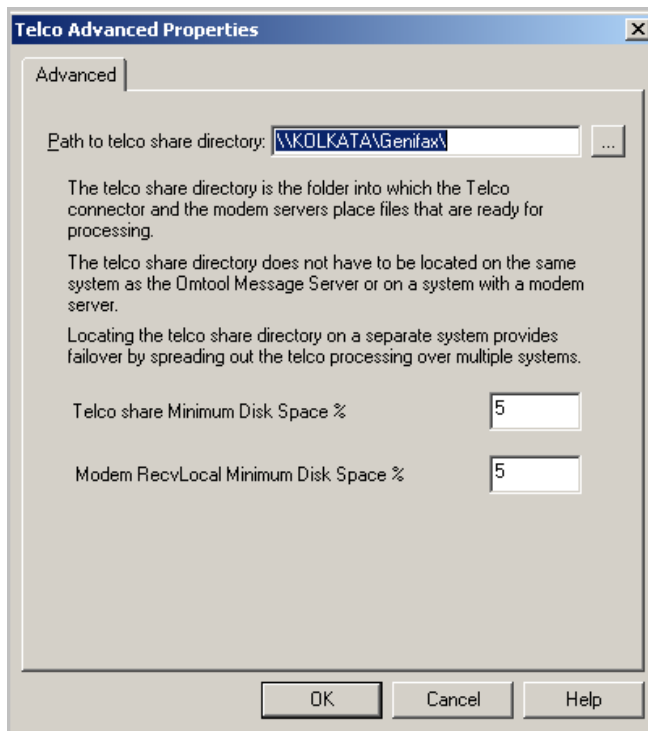 Telco Advanced Properties
Advanced
Path to telco share directory: \\KOLKATA\Genifax\ ...
The telco share directory is the folder into which the Telco
connector and the modem servers place files that are ready for
processing.
The telco share directory does not have to be located on the same
system as the Omtool Message Server or on a system with a modem
server.
Locating the telco share directory on a separate system provides
failover by spreading out the telco processing over multiple systems.
Telco share Minimum Disk Space % 5
Modem RecvLocal Minimum Disk Space % 5
OK Cancel Help